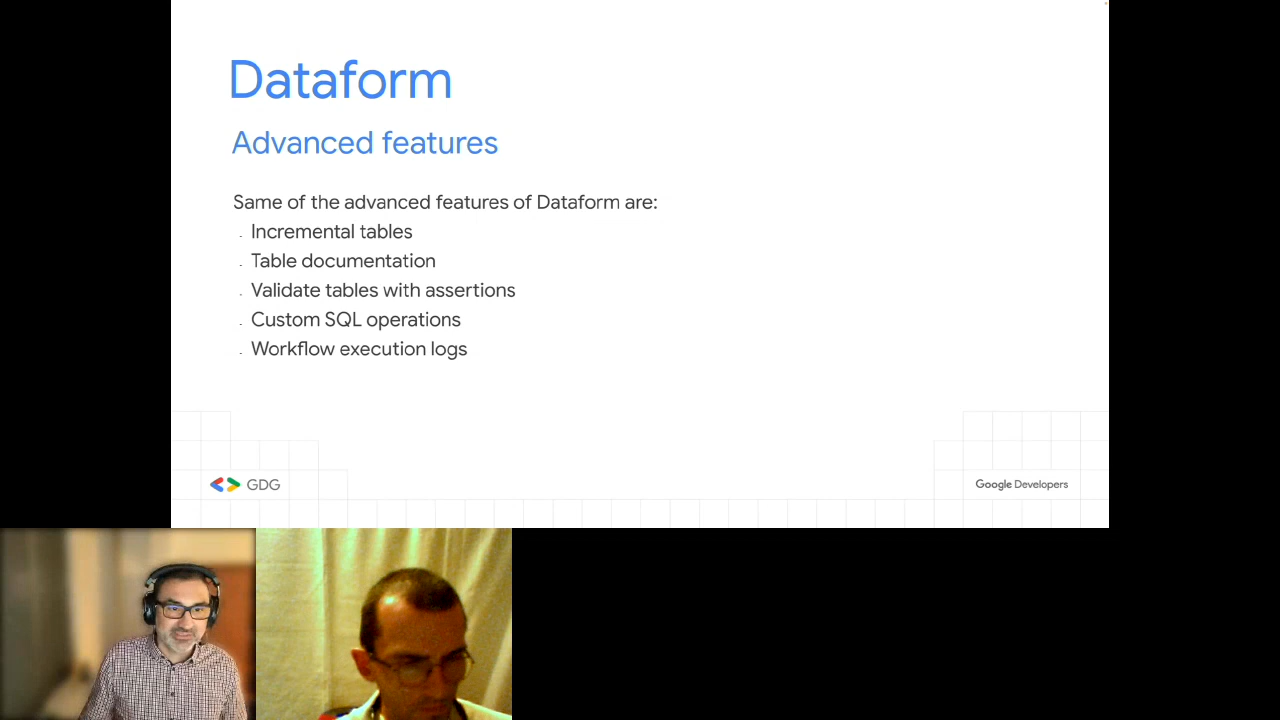 Dataform
Advanced features
Same of the advanced features of Dataform are:
Incremental tables
Table documentation
Validate tables with assertions
Custom SQL operations
Workflow execution logs
GDG
Google Developers